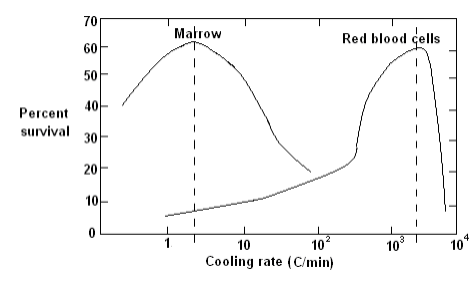 70
Marrow
Red blood cells
60
50
Percent
survival
40
30
20
10
0
1 10 10² 10³ 10⁴
Cooling rate (C/min)